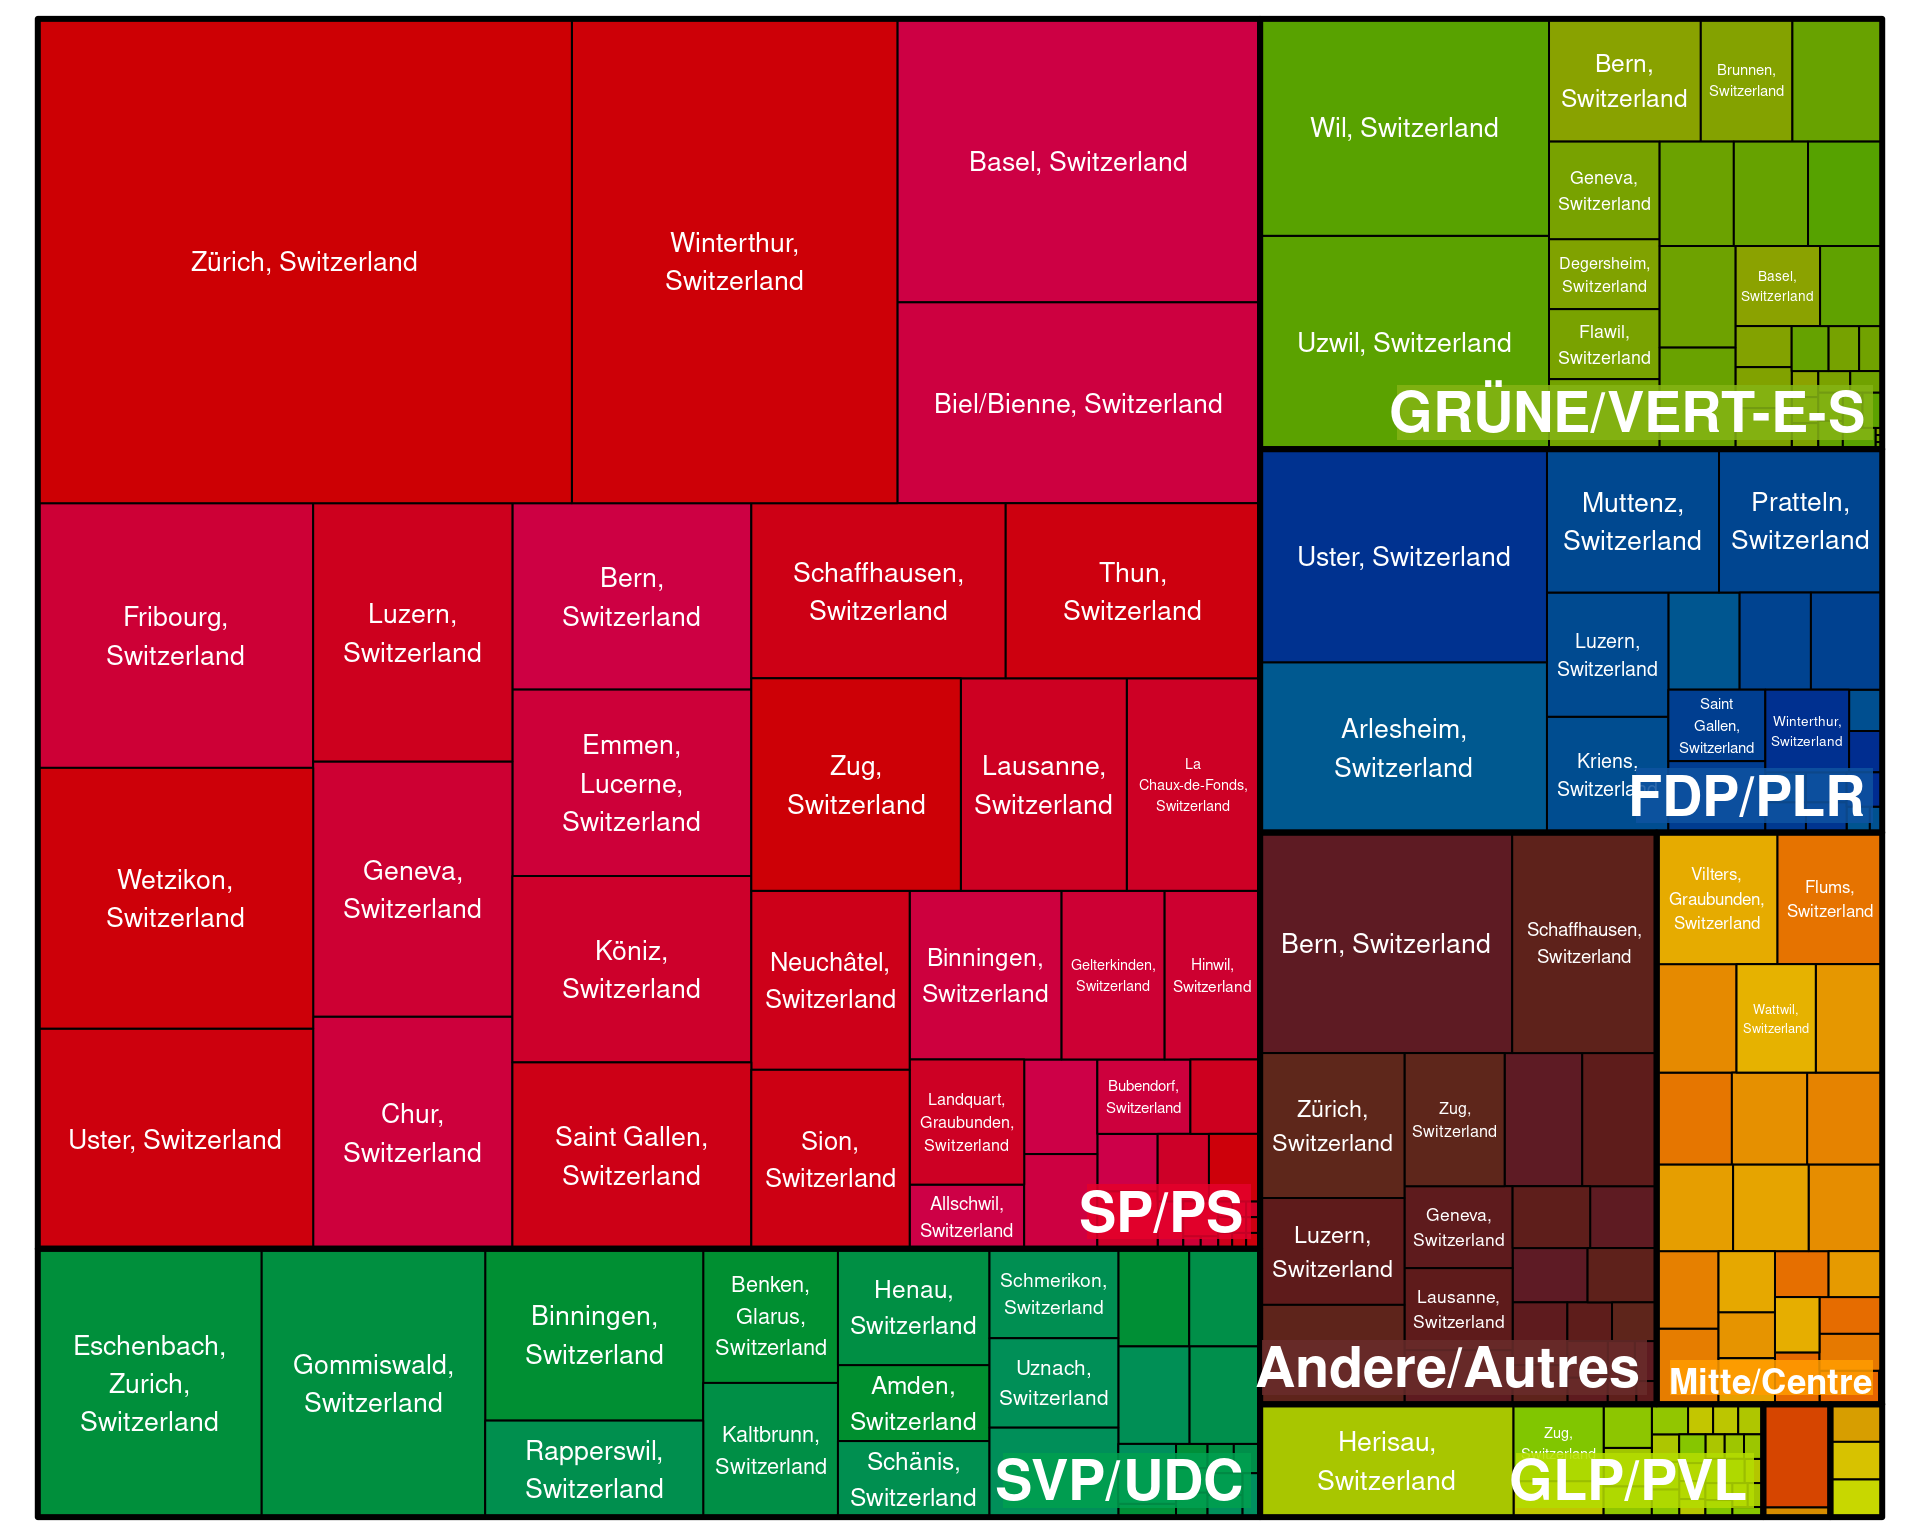 Zürich, Switzerland
Winterthur,
Switzerland
Basel, Switzerland
Biel/Bienne, Switzerland
Fribourg,
Switzerland
Luzern,
Switzerland
Bern,
Switzerland
Schaffhausen,
Switzerland
Thun,
Switzerland
Emmen,
Lucerne,
Switzerland
Zug,
Switzerland
Lausanne,
Switzerland
La
Chaux-de-Fonds,
Switzerland
Wetzikon,
Switzerland
Geneva,
Switzerland
Köniz,
Switzerland
Neuchâtel,
Switzerland
Binningen,
Switzerland
Gelterkinden,
Switzerland
Hinwil,
Switzerland
Uster, Switzerland
Chur,
Switzerland
Saint Gallen,
Switzerland
Sion,
Switzerland
Landquart,
Graubunden,
Switzerland
Bubendorf,
Switzerland
Allschwil,
Switzerland
SP/PS
Eschenbach,
Zurich,
Switzerland
Gommiswald,
Switzerland
Binningen,
Switzerland
Rapperswil,
Switzerland
Benken,
Glarus,
Switzerland
Kaltbrunn,
Switzerland
Henau,
Switzerland
Amden,
Switzerland
Schänis,
Switzerland
Schmerikon,
Switzerland
Uznach,
Switzerland
SVP/UDC
Wil, Switzerland
Uzwil, Switzerland
Bern,
Switzerland
Brunnen,
Switzerland
Geneva,
Switzerland
Degersheim,
Switzerland
Flawil,
Switzerland
Basel,
Switzerland
GRÜNE/VERT-E-S
Uster, Switzerland
Arlesheim,
Switzerland
Muttenz,
Switzerland
Pratteln,
Switzerland
Luzern,
Switzerland
Kriens,
Switzerland
Saint
Gallen,
Switzerland
Winterthur,
Switzerland
FDP/PLR
Bern, Switzerland
Schaffhausen,
Switzerland
Zürich,
Switzerland
Zug,
Switzerland
Luzern,
Switzerland
Geneva,
Switzerland
Lausanne,
Switzerland
Andere/Autres
Vilters,
Graubunden,
Switzerland
Flums,
Switzerland
Wattwil,
Switzerland
Mitte/Centre
Herisau,
Switzerland
Zug,
Switzerland
GLP/PVL